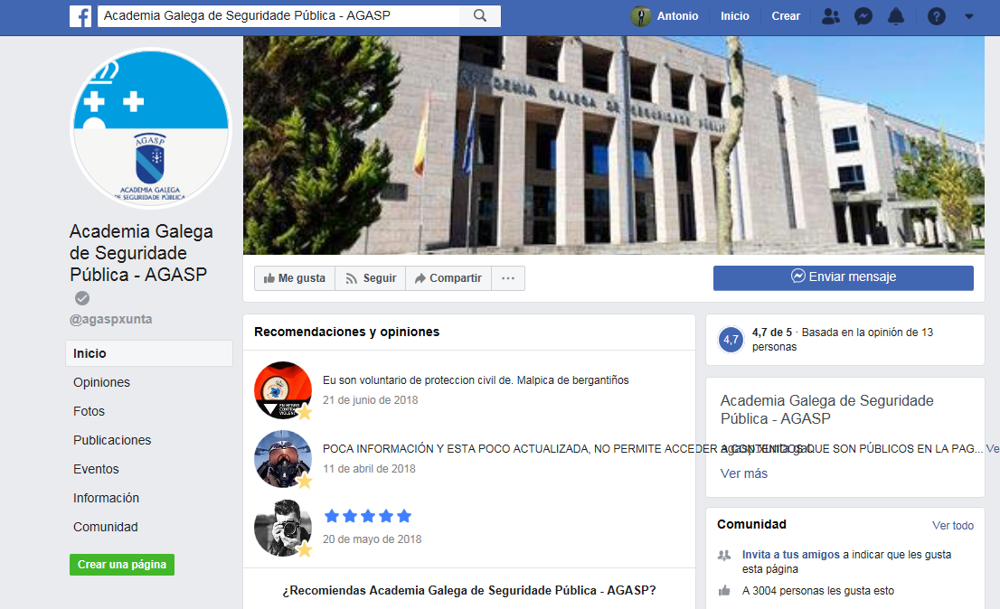 Academia Galega de Seguridade Pública - AGASP
Antonio
Inicio
Crear
AGASP
ACADEMIA GALEGA
DE SEGURIDADE PÚBLICA
ACADEMIA GALEGA DE SEGURIDADE PUBLIC
Academia Galega
de Seguridade
Pública - AGASP
@agaspxunta
Inicio
Opiniones
Fotos
Publicaciones
Eventos
Información
Comunidad
Crear una página
Me gusta
Seguir
Compartir
...
Enviar mensaje
Recomendaciones y opiniones
Eu son voluntario de proteccion civil de. Malpica de bergantiños
21 de junio de 2018
POCA INFORMACIÓN Y ESTA POCO ACTUALIZADA, NO PERMITE ACCEDER a CONTENIDOS QUE SON PÚBLICOS EN LA PAG... Ve
11 de abril de 2018
20 de mayo de 2018
¿Recomiendas Academia Galega de Seguridade Pública - AGASP?
4,7
4,7 de 5 · Basada en la opinión de 13
personas
Academia Galega de Seguridade
Pública - AGASP
Ver más
Comunidad
Ver todo
Invita a tus amigos a indicar que les gusta
esta página
A 3004 personas les gusta esto